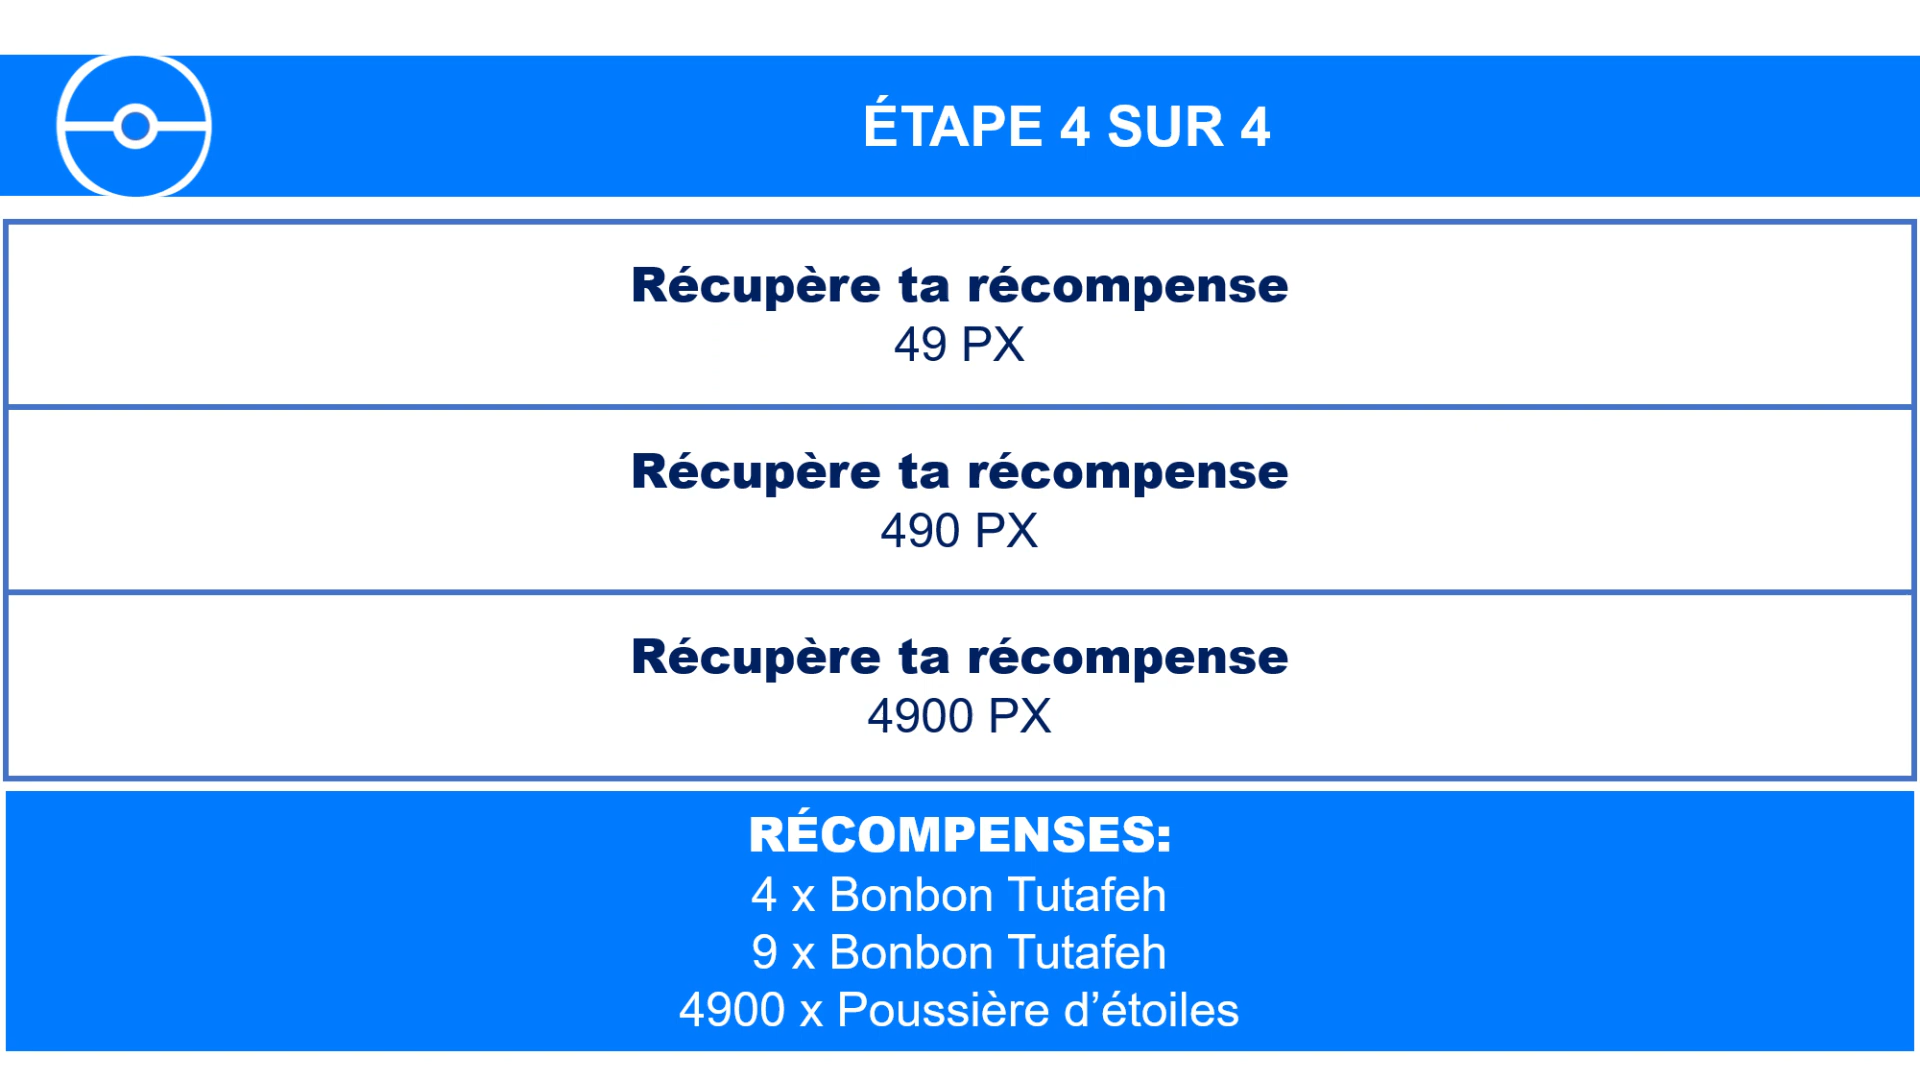 ÉTAPE 4 SUR 4
Récupère ta récompense
49 PX
Récupère ta récompense
490 PX
Récupère ta récompense
4900 PX
RÉCOMPENSES:
4 x Bonbon Tutafeh
9 x Bonbon Tutafeh
4900 x Poussière d’étoiles